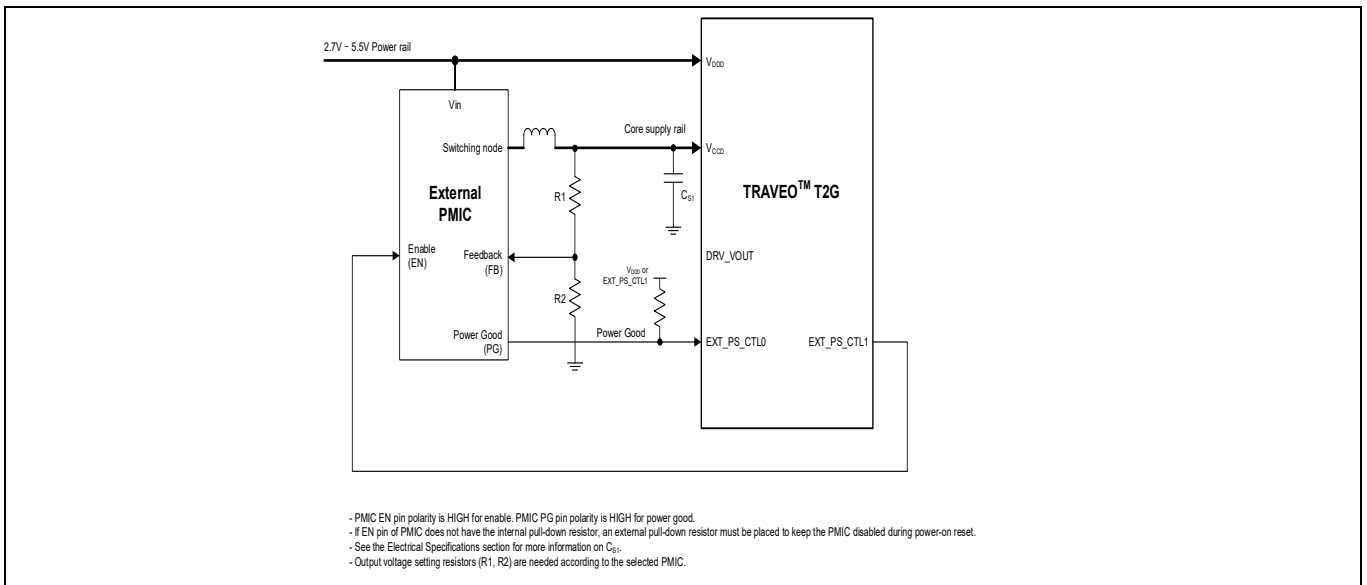 2.7V - 5.5V Power rail
VDDD
Vin
Switching node
Core supply rail
VCCD
External
PMIC
R1
CS1
TRAVEO™ T2G
Enable
(EN)
Feedback
(FB)
DRV_VOUT
VDDD or
EXT_PS_CTL1
R2
Power Good
(PG)
Power Good
EXT_PS_CTL0
EXT_PS_CTL1
- PMIC EN pin polarity is HIGH for enable. PMIC PG pin polarity is HIGH for power good.
- If EN pin of PMIC does not have the internal pull-down resistor, an external pull-down resistor must be placed to keep the PMIC disabled during power-on reset.
- See the Electrical Specifications section for more information on CS1.
- Output voltage setting resistors (R1, R2) are needed according to the selected PMIC.